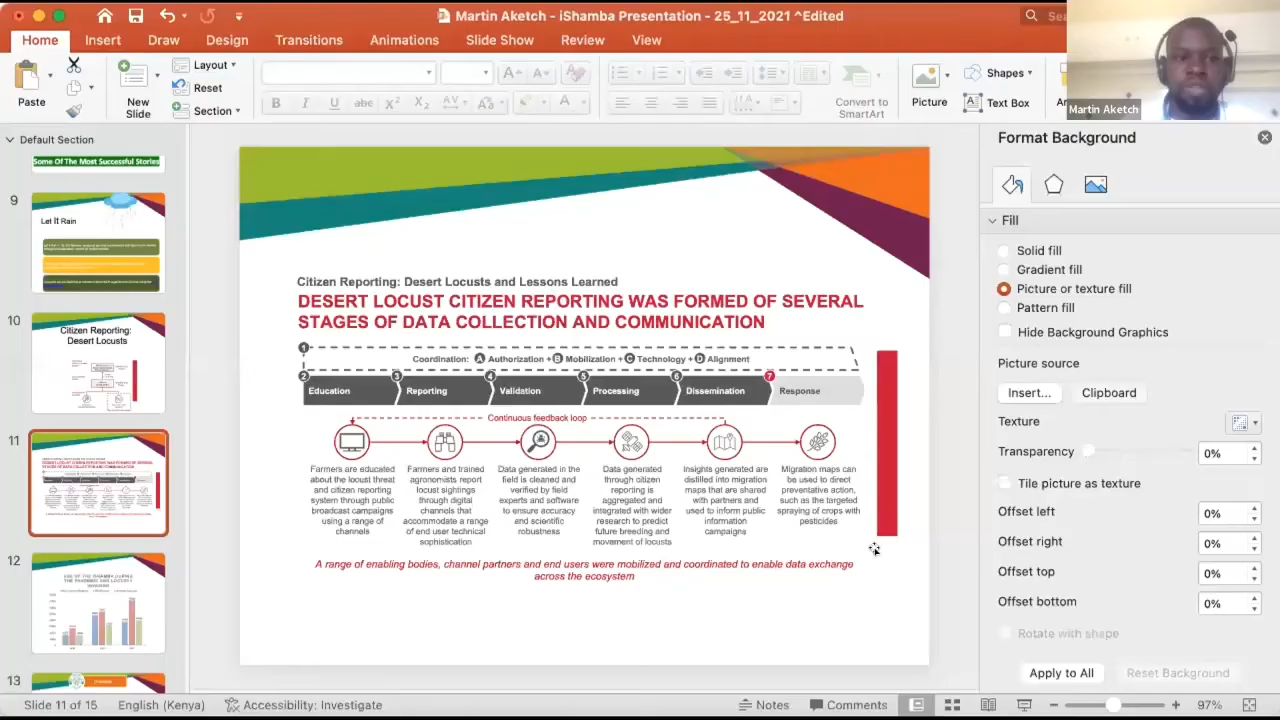 Martin Aketch - iShamba Presentation - 25_11_2021 ^Edited
Home Insert Draw Design Transitions Animations Slide Show Review View
Martin Aketch
Paste
New
Slide
Layout
Reset
Section
Convert to
SmartArt
Picture
Shapes
Text Box
Default Section
Some Of The Most Successful Stories
9
Let It Rain
10
Citizen Reporting:
Desert Locusts
11
12
13
Citizen Reporting: Desert Locusts and Lessons Learned
DESERT LOCUST CITIZEN REPORTING WAS FORMED OF SEVERAL
STAGES OF DATA COLLECTION AND COMMUNICATION
1
Coordination: A Authorization + B Mobilization + C Technology + D Alignment
2 Education 3 Reporting 4 Validation 5 Processing 6 Dissemination 7 Response
Continuous feedback loop
Farmers are educated
about the locust threat
and citizen reporting
system through public
broadcast campaigns
using a range of
channels
Farmers and trained
agronomists report
locust sightings
through digital
channels that
accommodate a range
of end user technical
sophistication
Data generated in the
field is cleaned and
verified by field
experts and software
to ensure accuracy
and scientific
robustness
Data generated
through citizen
reporting is
aggregated and
integrated with wider
research to predict
future breeding and
movement of locusts
Insights generated are
distilled into migration
maps that are shared
with partners and
used to inform public
information
campaigns
Migration maps can
be used to direct
preventative action,
such as the targeted
spraying of crops with
pesticides
A range of enabling bodies, channel partners and end users were mobilized and coordinated to enable data exchange
across the ecosystem
Format Background
Fill
Solid fill
Gradient fill
Picture or texture fill
Pattern fill
Hide Background Graphics
Picture source
Insert... Clipboard
Texture
Transparency 0%
Tile picture as texture
Offset left 0%
Offset right 0%
Offset top 0%
Offset bottom 0%
Rotate with shape
Apply to All Reset Background
Slide 11 of 15 English (Kenya) Accessibility: Investigate Notes Comments 97%